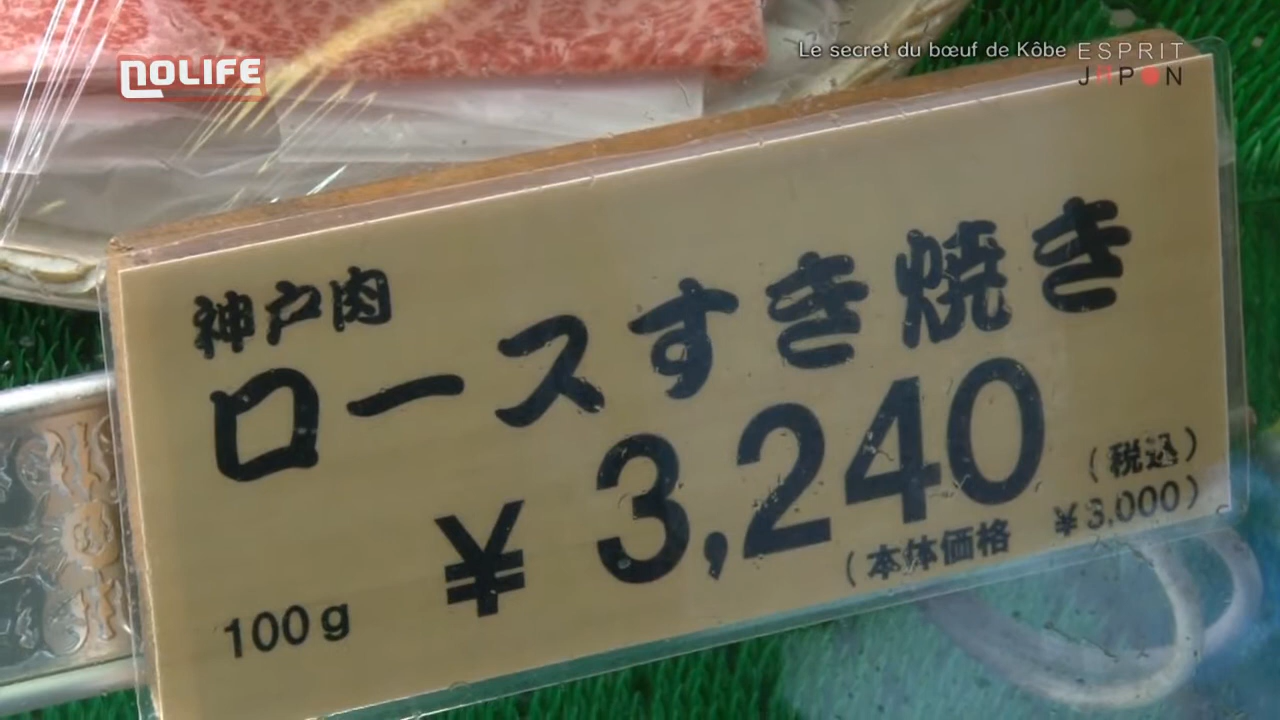 NOLIFE
Le secret du bœuf de Kôbe
ESPRIT
JAPON
神戸肉
ロースすき焼き
100g ¥3,240 (税込)
(本体価格 ¥3,000)